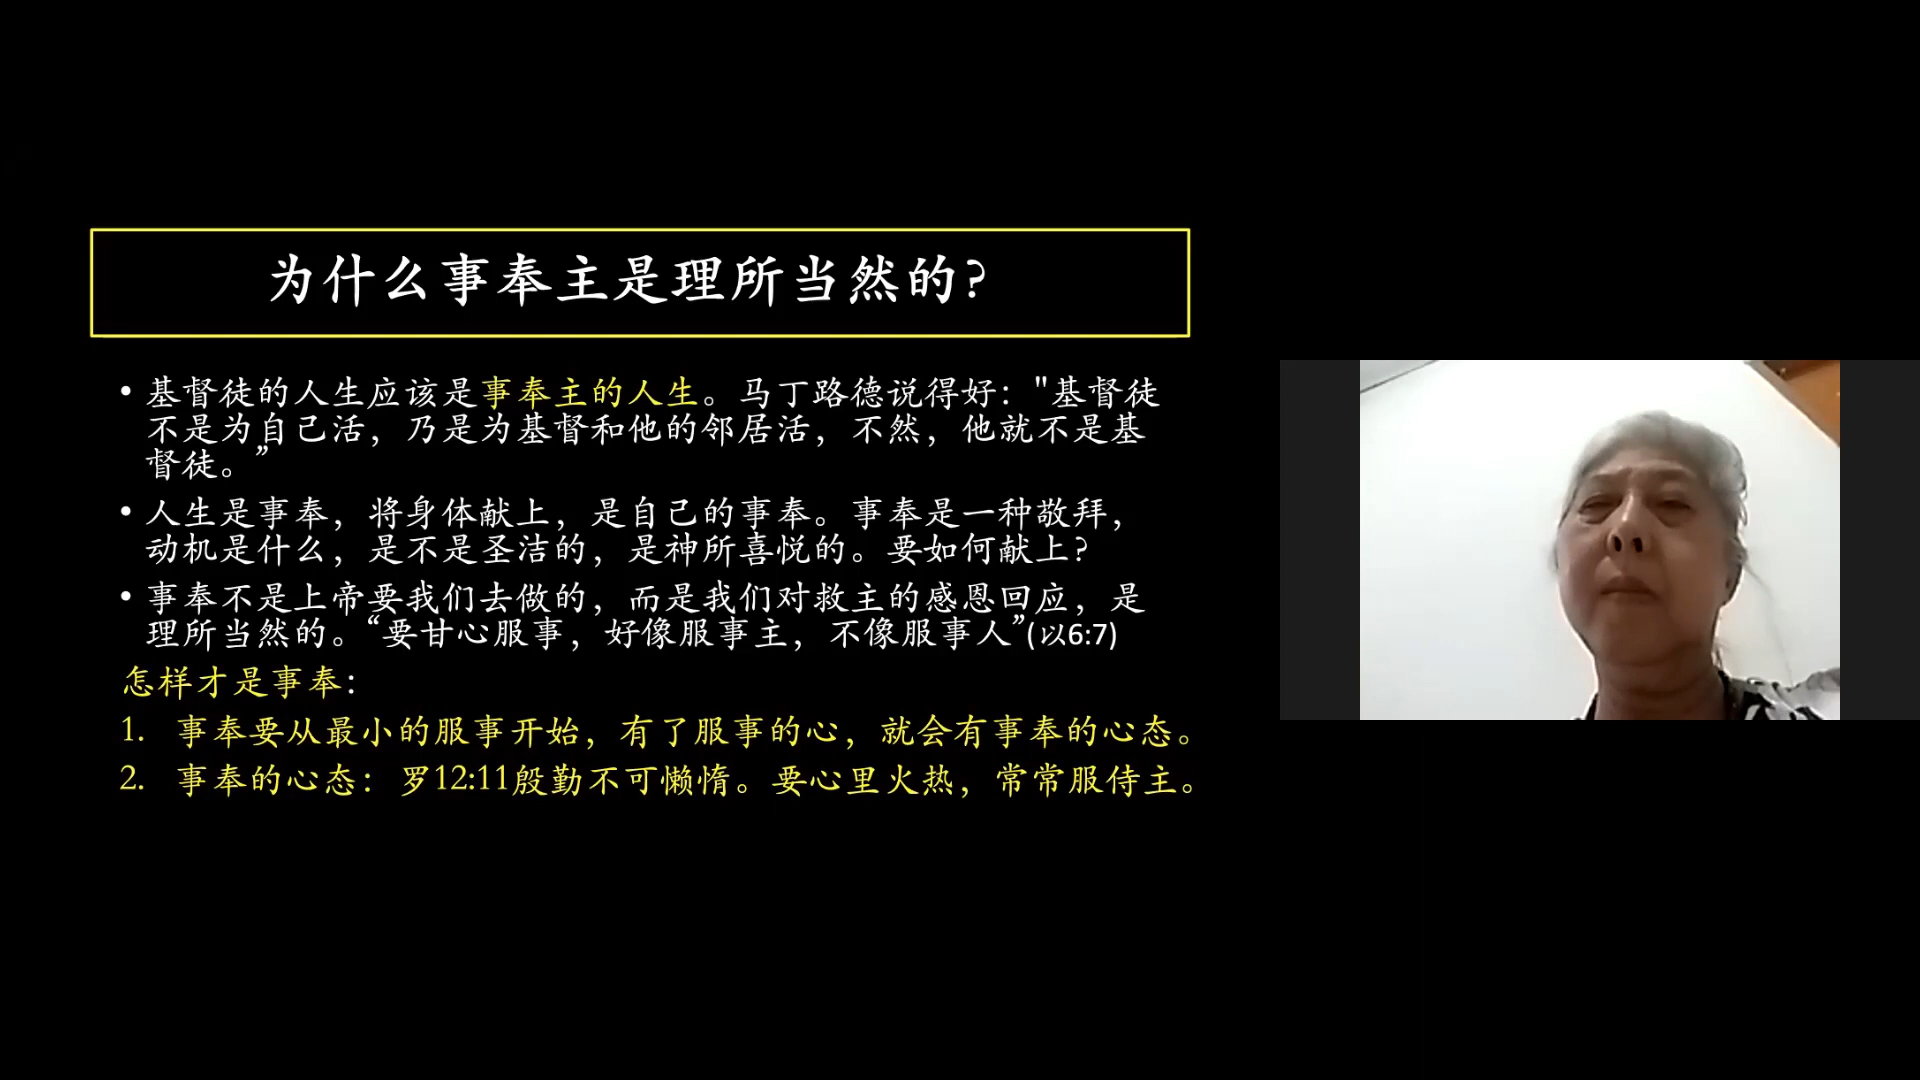 为什么事奉主是理所当然的?
• 基督徒的人生应该是事奉主的人生。马丁路德说得好："基督徒
不是为自己活，乃是为基督和他的邻居活，不然，他就不是基
督徒。”
• 人生是事奉，将身体献上，是自己的事奉。事奉是一种敬拜，
动机是什么，是不是圣洁的，是神所喜悦的。要如何献上?
• 事奉不是上帝要我们去做的，而是我们对救主的感恩回应，是
理所当然的。“要甘心服事，好像服事主，不像服事人”(以6:7)
怎样才是事奉：
1. 事奉要从最小的服事开始，有了服事的心，就会有事奉的心态。
2. 事奉的心态：罗12:11殷勤不可懒惰。要心里火热，常常服侍主。